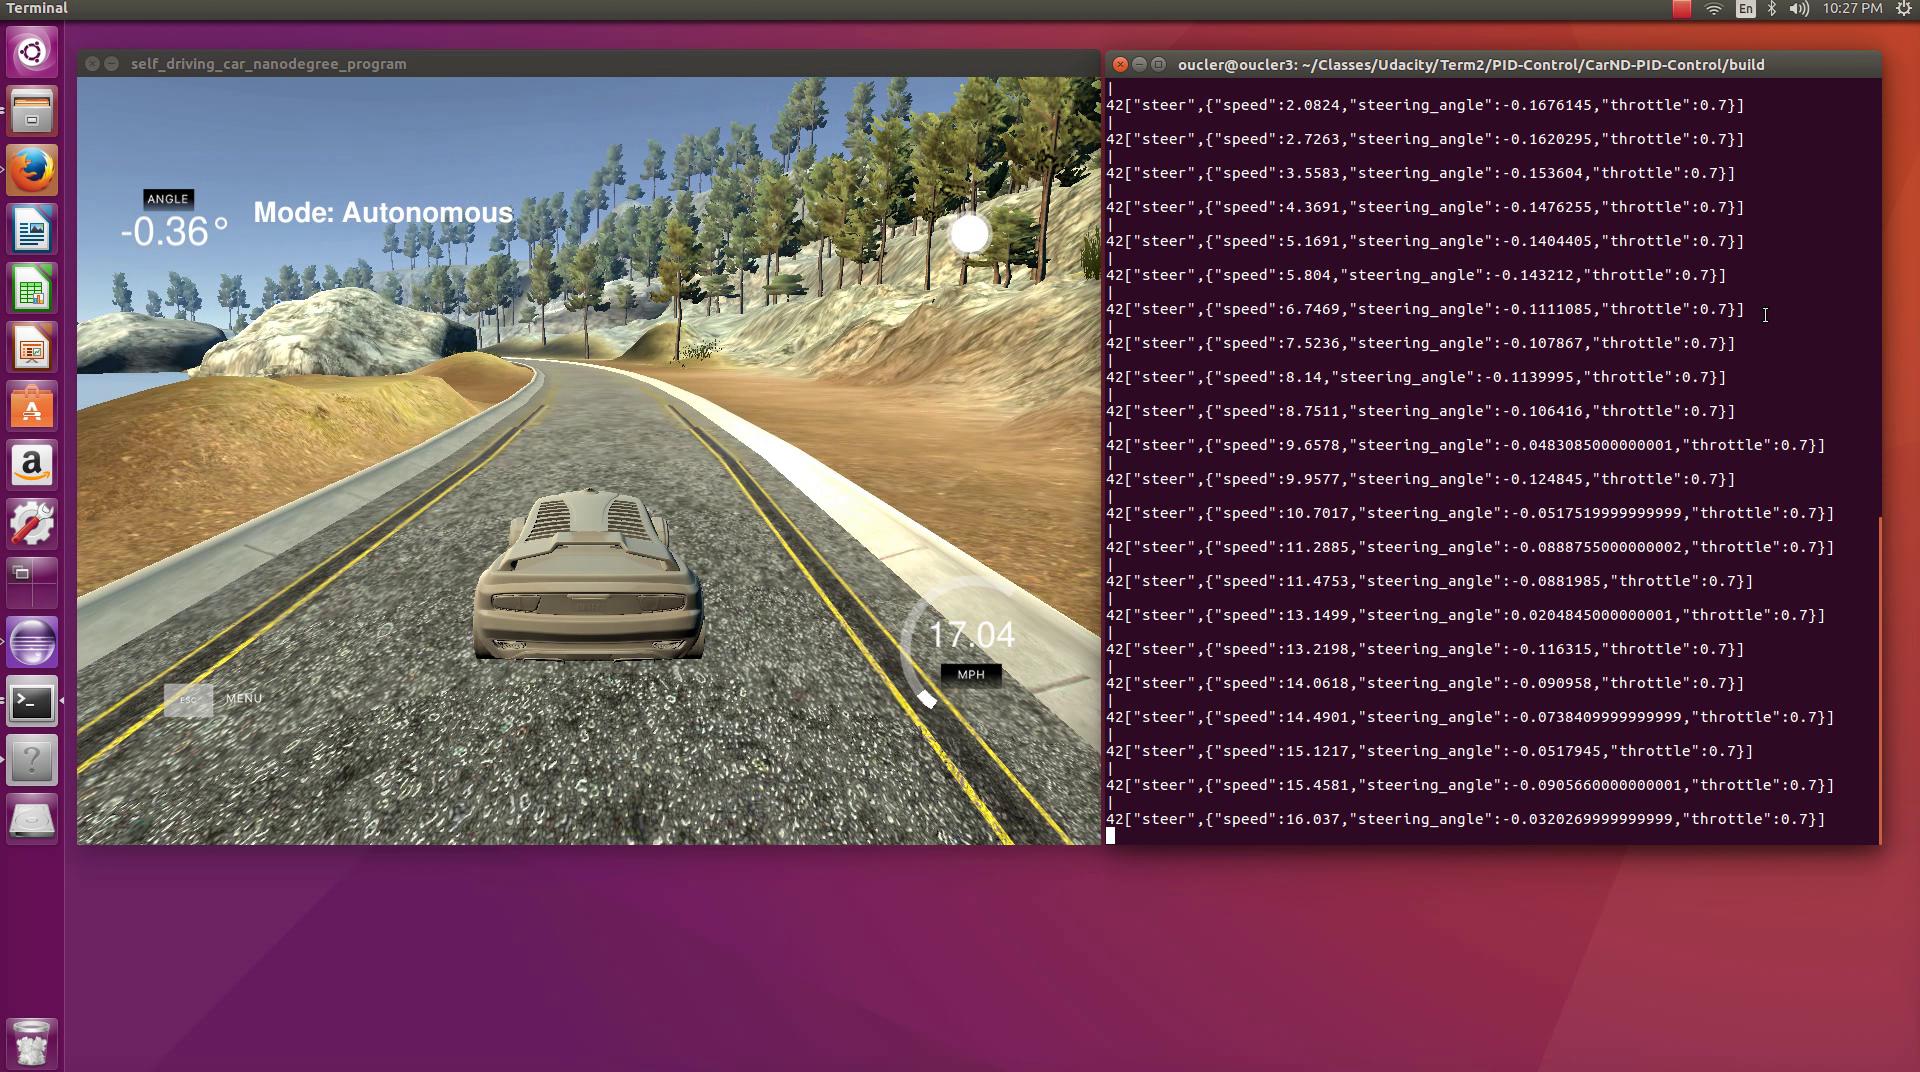 Terminal
En
10:27 PM
self_driving_car_nanodegree_program
ANGLE
-0.36°
Mode: Autonomous
17.04
MPH
ESC
MENU
oucler@oucler3: ~/Classes/Udacity/Term2/PID-Control/CarND-PID-Control/build
|
42["steer",{"speed":2.0824,"steering_angle":-0.1676145,"throttle":0.7}]
|
42["steer",{"speed":2.7263,"steering_angle":-0.1620295,"throttle":0.7}]
|
42["steer",{"speed":3.5583,"steering_angle":-0.153604,"throttle":0.7}]
|
42["steer",{"speed":4.3691,"steering_angle":-0.1476255,"throttle":0.7}]
|
42["steer",{"speed":5.1691,"steering_angle":-0.1404405,"throttle":0.7}]
|
42["steer",{"speed":5.804,"steering_angle":-0.143212,"throttle":0.7}]
|
42["steer",{"speed":6.7469,"steering_angle":-0.1111085,"throttle":0.7}]
|
42["steer",{"speed":7.5236,"steering_angle":-0.107867,"throttle":0.7}]
|
42["steer",{"speed":8.14,"steering_angle":-0.1139995,"throttle":0.7}]
|
42["steer",{"speed":8.7511,"steering_angle":-0.106416,"throttle":0.7}]
|
42["steer",{"speed":9.6578,"steering_angle":-0.0483085000000001,"throttle":0.7}]
|
42["steer",{"speed":9.9577,"steering_angle":-0.124845,"throttle":0.7}]
|
42["steer",{"speed":10.7017,"steering_angle":-0.0517519999999999,"throttle":0.7}]
|
42["steer",{"speed":11.2885,"steering_angle":-0.0888755000000002,"throttle":0.7}]
|
42["steer",{"speed":11.4753,"steering_angle":-0.0881985,"throttle":0.7}]
|
42["steer",{"speed":13.1499,"steering_angle":0.0204845000000001,"throttle":0.7}]
|
42["steer",{"speed":13.2198,"steering_angle":-0.116315,"throttle":0.7}]
|
42["steer",{"speed":14.0618,"steering_angle":-0.090958,"throttle":0.7}]
|
42["steer",{"speed":14.4901,"steering_angle":-0.0738409999999999,"throttle":0.7}]
|
42["steer",{"speed":15.1217,"steering_angle":-0.0517945,"throttle":0.7}]
|
42["steer",{"speed":15.4581,"steering_angle":-0.0905660000000001,"throttle":0.7}]
|
42["steer",{"speed":16.037,"steering_angle":-0.0320269999999999,"throttle":0.7}]